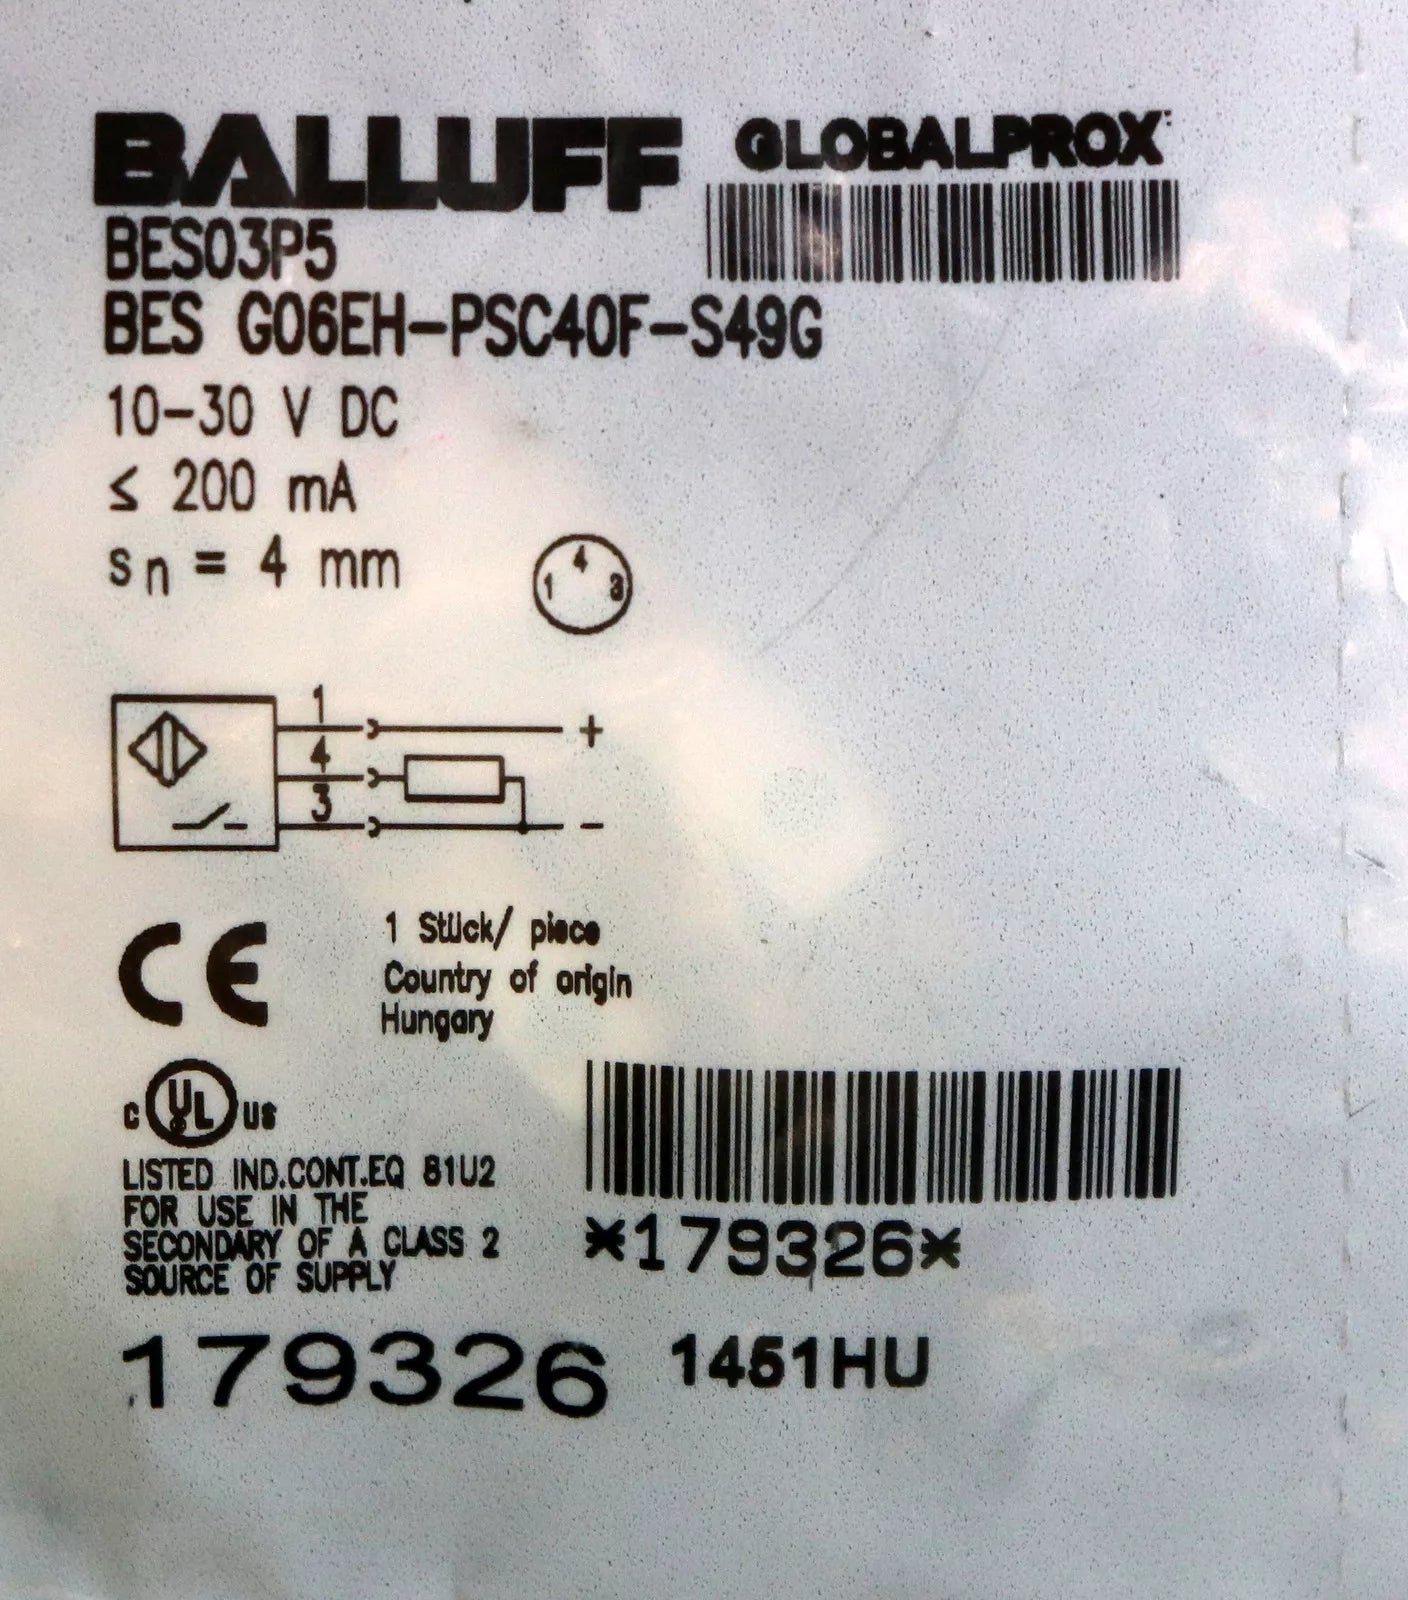 BALLUFF GLOBALPROX
BES03P5
BES G06EH-PSC40F-S49G
10-30 V DC
≤ 200 mA
sn = 4 mm
4
1 3
1
+
4
3
-
CE
1 Stück/ piece
Country of origin
Hungary
c UL us
LISTED IND.CONT.EQ 81U2
FOR USE IN THE
SECONDARY OF A CLASS 2
SOURCE OF SUPPLY
*179326*
179326 1451HU